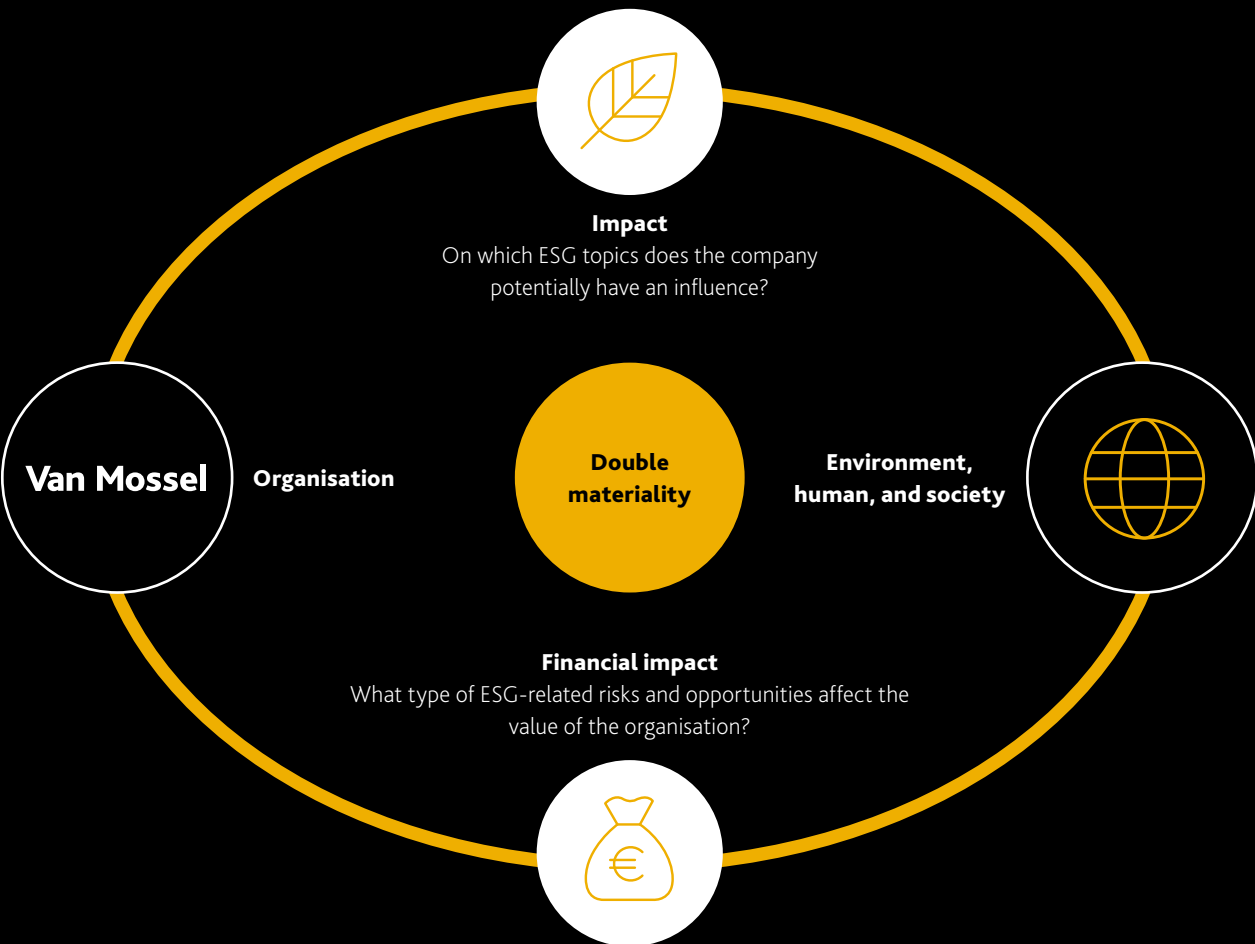 Impact
On which ESG topics does the company
potentially have an influence?
Van Mossel
Organisation
Double
materiality
Environment,
human, and society
Financial impact
What type of ESG-related risks and opportunities affect the
value of the organisation?
€